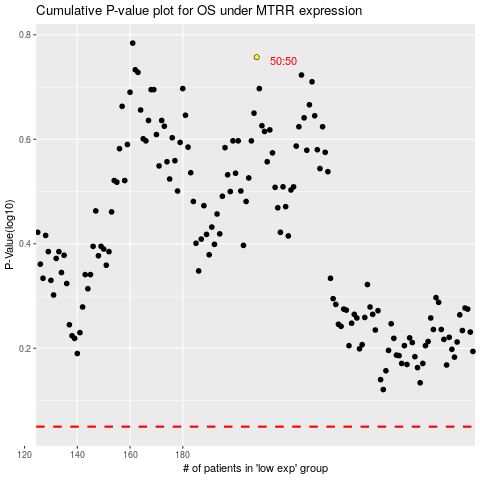 Cumulative P-value plot for OS under MTRR expression
0.8
50:50
0.6
P-Value(log10)
0.4
0.2
120 140 160 180
# of patients in 'low exp' group